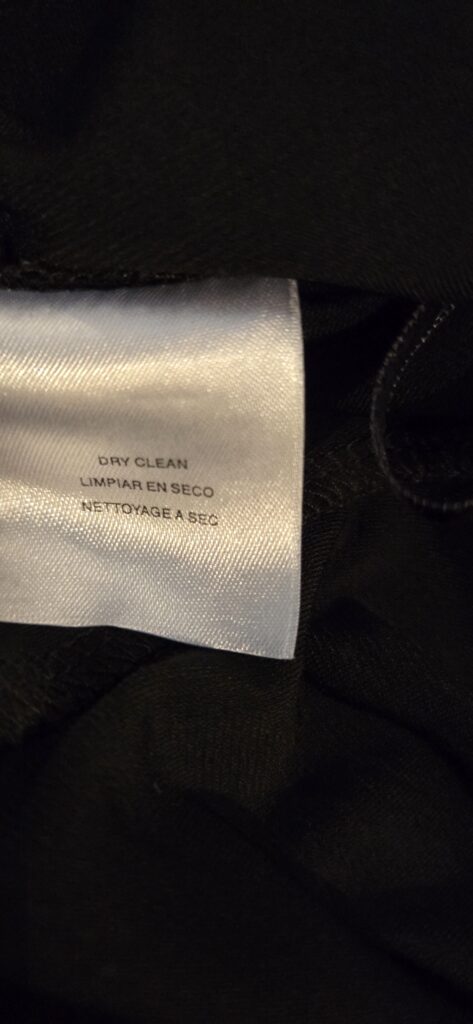 DRY CLEAN
LIMPIAR EN SECO
NETTOYAGE A SEC